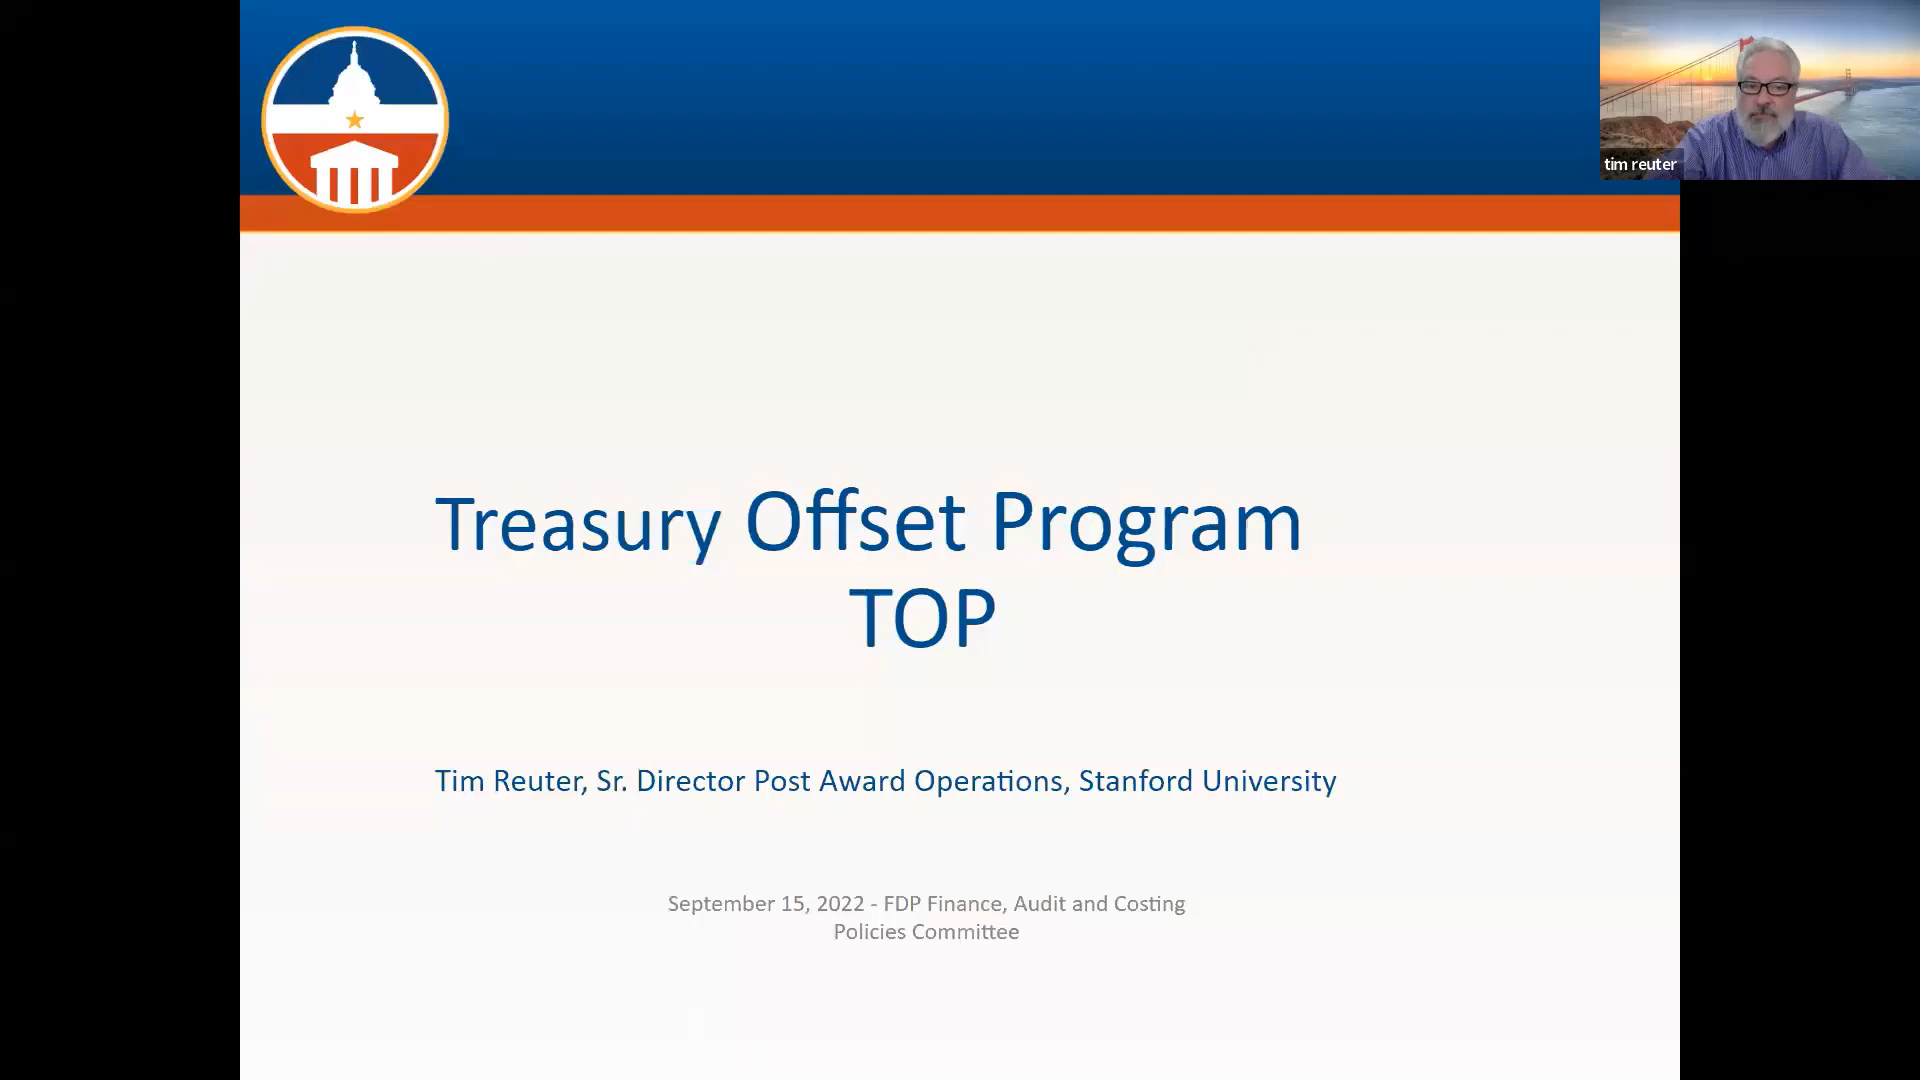 tim reuter
Treasury Offset Program
TOP
Tim Reuter, Sr. Director Post Award Operations, Stanford University
September 15, 2022 - FDP Finance, Audit and Costing
Policies Committee